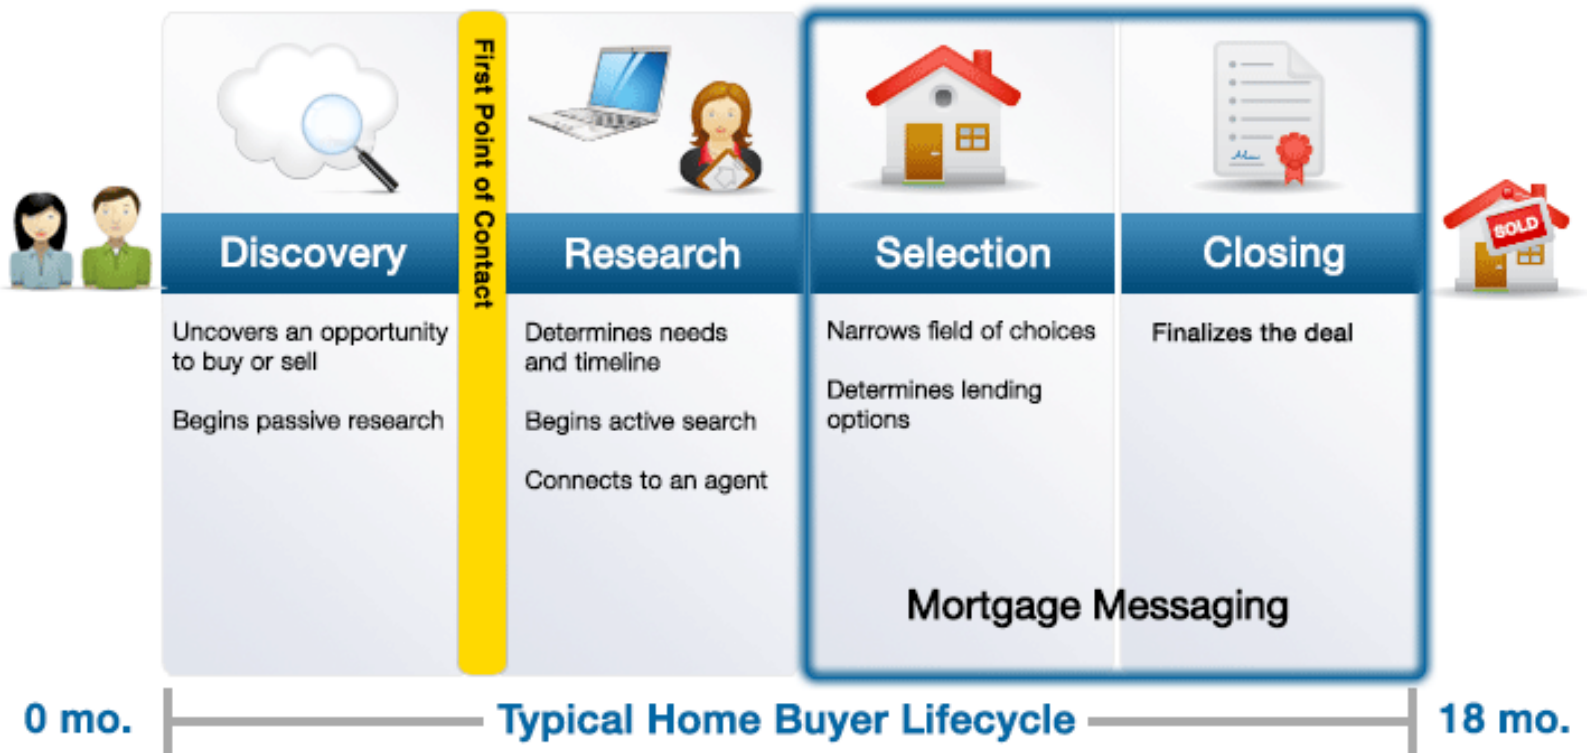 Discovery
Uncovers an opportunity
to buy or sell
Begins passive research
First Point of Contact
Research
Determines needs
and timeline
Begins active search
Connects to an agent
Selection
Narrows field of choices
Determines lending
options
Closing
Finalizes the deal
Mortgage Messaging
SOLD
0 mo.
Typical Home Buyer Lifecycle
18 mo.